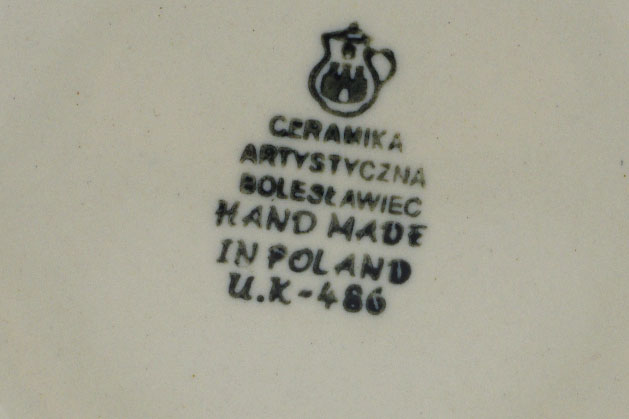 CERAMIKA
ARTYSTYCZNA
BOLESŁAWIEC
HAND MADE
IN POLAND
U.K-486